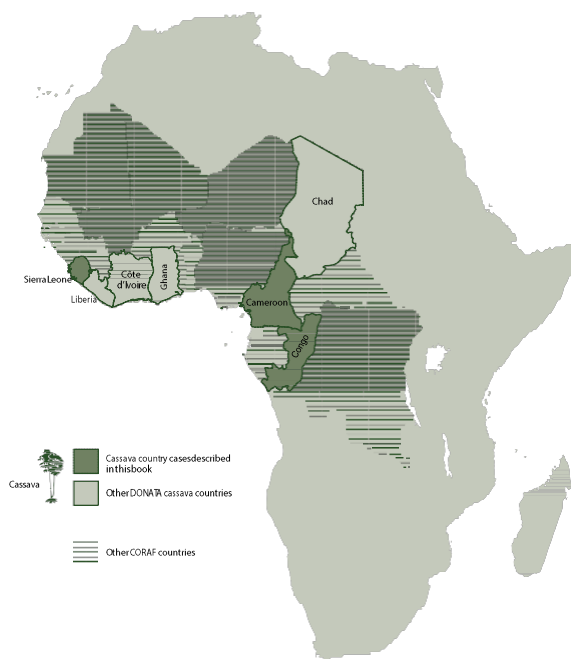 Chad
Sierra Leone
Côte
d'Ivoire
Ghana
Liberia
Cameroon
Congo
Cassava
Cassava country cases described
in this book
Other DONATA cassava countries
Other CORAF countries